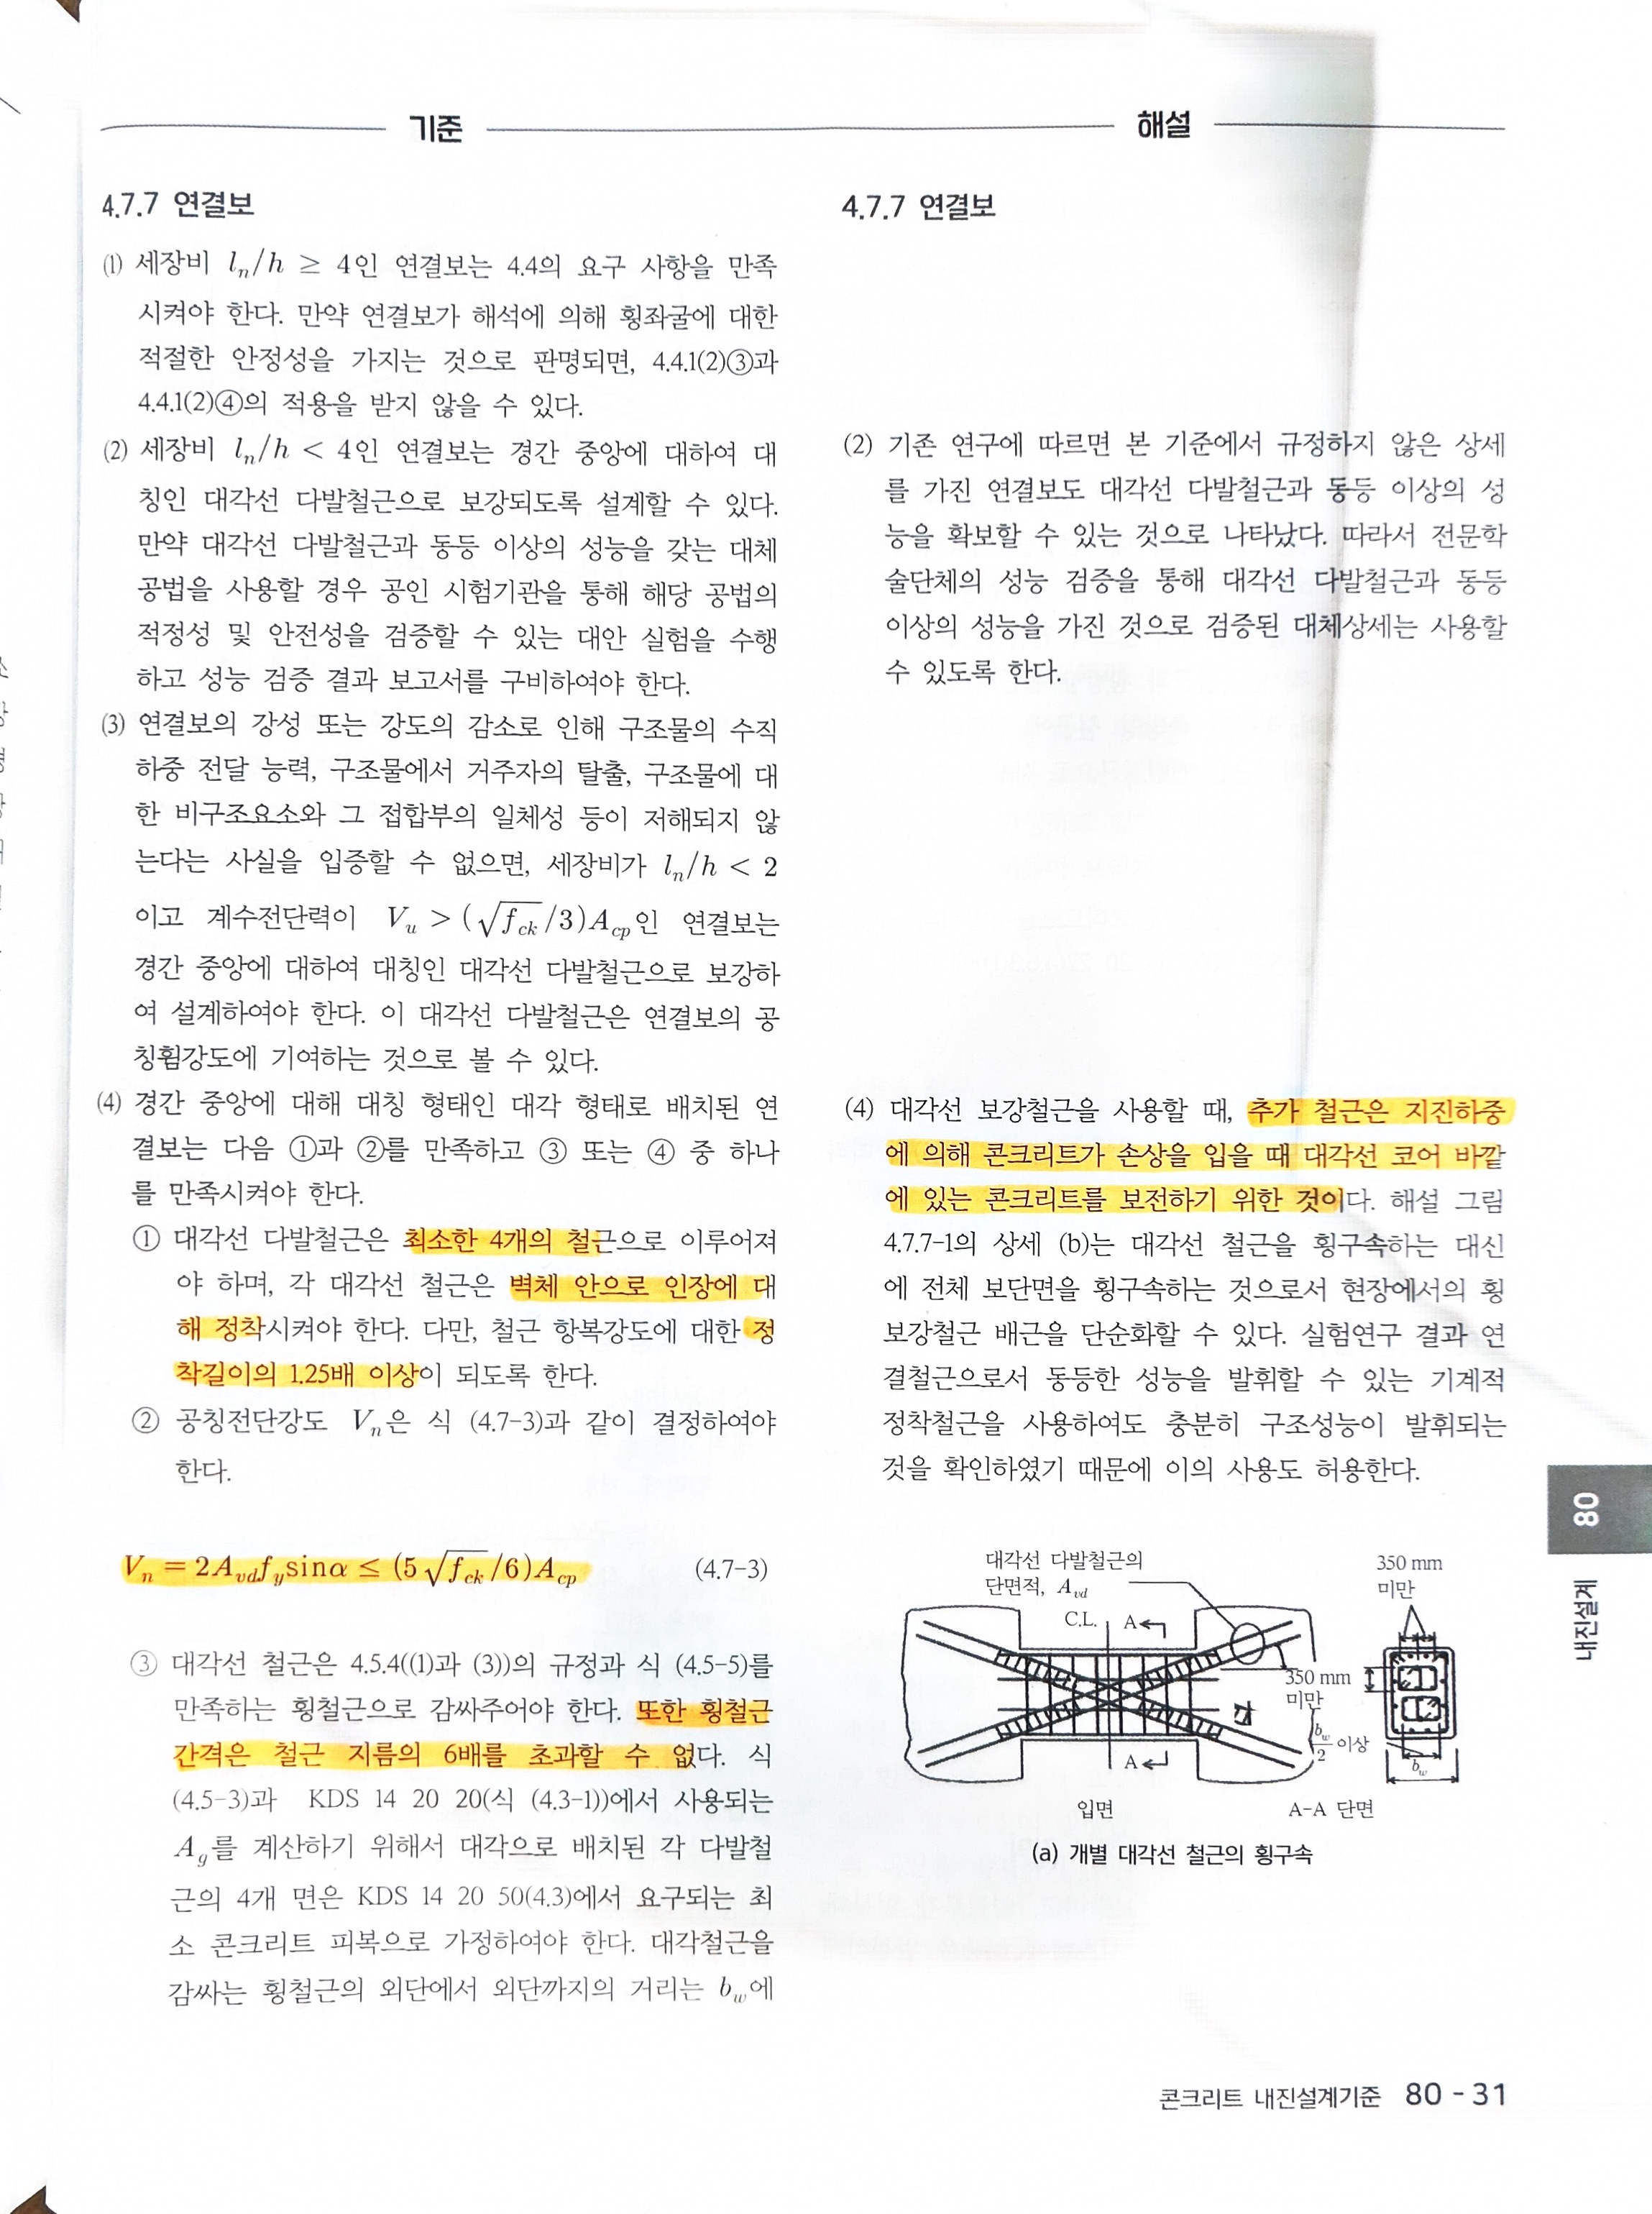 기준
해설
4.7.7 연결보
(1) 세장비 l_n/h ≥ 4인 연결보는 4.4의 요구 사항을 만족
시켜야 한다. 만약 연결보가 해석에 의해 횡좌굴에 대한
적절한 안정성을 가지는 것으로 판명되면, 4.4.1(2)③과
4.4.1(2)④의 적용을 받지 않을 수 있다.
(2) 세장비 l_n/h < 4인 연결보는 경간 중앙에 대하여 대
칭인 대각선 다발철근으로 보강되도록 설계할 수 있다.
만약 대각선 다발철근과 동등 이상의 성능을 갖는 대체
공법을 사용할 경우 공인 시험기관을 통해 해당 공법의
적정성 및 안전성을 검증할 수 있는 대안 실험을 수행
하고 성능 검증 결과 보고서를 구비하여야 한다.
(3) 연결보의 강성 또는 강도의 감소로 인해 구조물의 수직
하중 전달 능력, 구조물에서 거주자의 탈출, 구조물에 대
한 비구조요소와 그 접합부의 일체성 등이 저해되지 않
는다는 사실을 입증할 수 없으면, 세장비가 l_n/h < 2
이고 계수전단력이 V_u > (√f_ck/3)A_cp인 연결보는
경간 중앙에 대하여 대칭인 대각선 다발철근으로 보강하
여 설계하여야 한다. 이 대각선 다발철근은 연결보의 공
칭휨강도에 기여하는 것으로 볼 수 있다.
(4) 경간 중앙에 대해 대칭 형태인 대각 형태로 배치된 연
결보는 다음 ①과 ②를 만족하고 ③ 또는 ④ 중 하나
를 만족시켜야 한다.
① 대각선 다발철근은 최소한 4개의 철근으로 이루어져
야 하며, 각 대각선 철근은 벽체 안으로 인장에 대
해 정착시켜야 한다. 다만, 철근 항복강도에 대한 정
착길이의 1.25배 이상이 되도록 한다.
② 공칭전단강도 V_n은 식 (4.7-3)과 같이 결정하여야
한다.
V_n = 2A_vd f_y sinα ≤ (5√f_ck/6)A_cp (4.7-3)
③ 대각선 철근은 4.5.4((1)과 (3))의 규정과 식 (4.5-5)를
만족하는 횡철근으로 감싸주어야 한다. 또한 횡철근
간격은 철근 지름의 6배를 초과할 수 없다. 식
(4.5-3)과 KDS 14 20 20(식 (4.3-1))에서 사용되는
A_g를 계산하기 위해서 대각으로 배치된 각 다발철
근의 4개 면은 KDS 14 20 50(4.3)에서 요구되는 최
소 콘크리트 피복으로 가정하여야 한다. 대각철근을
감싸는 횡철근의 외단에서 외단까지의 거리는 b_w에
4.7.7 연결보
(2) 기존 연구에 따르면 본 기준에서 규정하지 않은 상세
를 가진 연결보도 대각선 다발철근과 동등 이상의 성
능을 확보할 수 있는 것으로 나타났다. 따라서 전문학
술단체의 성능 검증을 통해 대각선 다발철근과 동등
이상의 성능을 가진 것으로 검증된 대체상세는 사용할
수 있도록 한다.
(4) 대각선 보강철근을 사용할 때, 추가 철근은 지진하중
에 의해 콘크리트가 손상을 입을 때 대각선 코어 바깥
에 있는 콘크리트를 보전하기 위한 것이다. 해설 그림
4.7.7-1의 상세 (b)는 대각선 철근을 횡구속하는 대신
에 전체 보단면을 횡구속하는 것으로서 현장에서의 횡
보강철근 배근을 단순화할 수 있다. 실험연구 결과 연
결철근으로서 동등한 성능을 발휘할 수 있는 기계적
정착철근을 사용하여도 충분히 구조성능이 발휘되는
것을 확인하였기 때문에 이의 사용도 허용한다.
대각선 다발철근의
단면적, A_vd
C.L.
A
350 mm
미만
350 mm
미만
b_w/2 이상
b_w
A
입면
A-A 단면
(a) 개별 대각선 철근의 횡구속
80
내진설계
콘크리트 내진설계기준 80 - 31